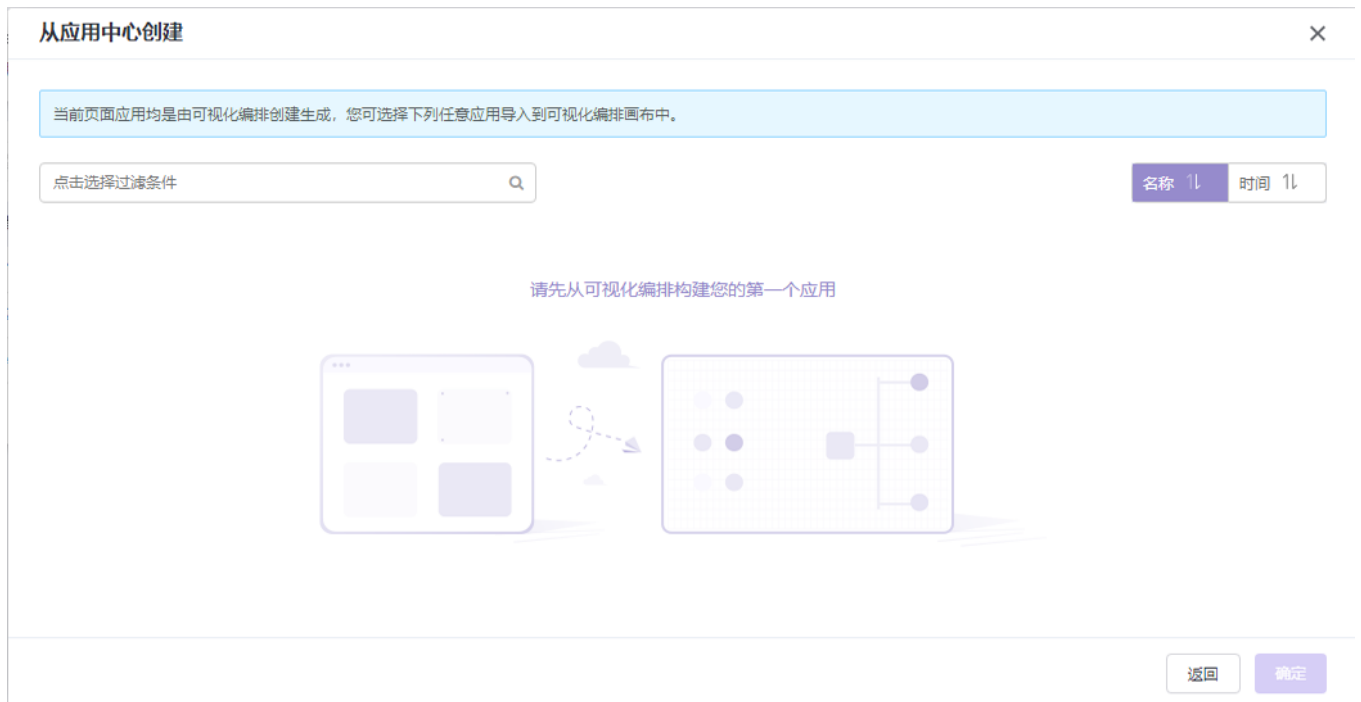 从应用中心创建
当前页面应用均是由可视化编排创建生成，您可选择下列任意应用导入到可视化编排画布中。
点击选择过滤条件
名称
时间
请先从可视化编排构建您的第一个应用
返回
确定